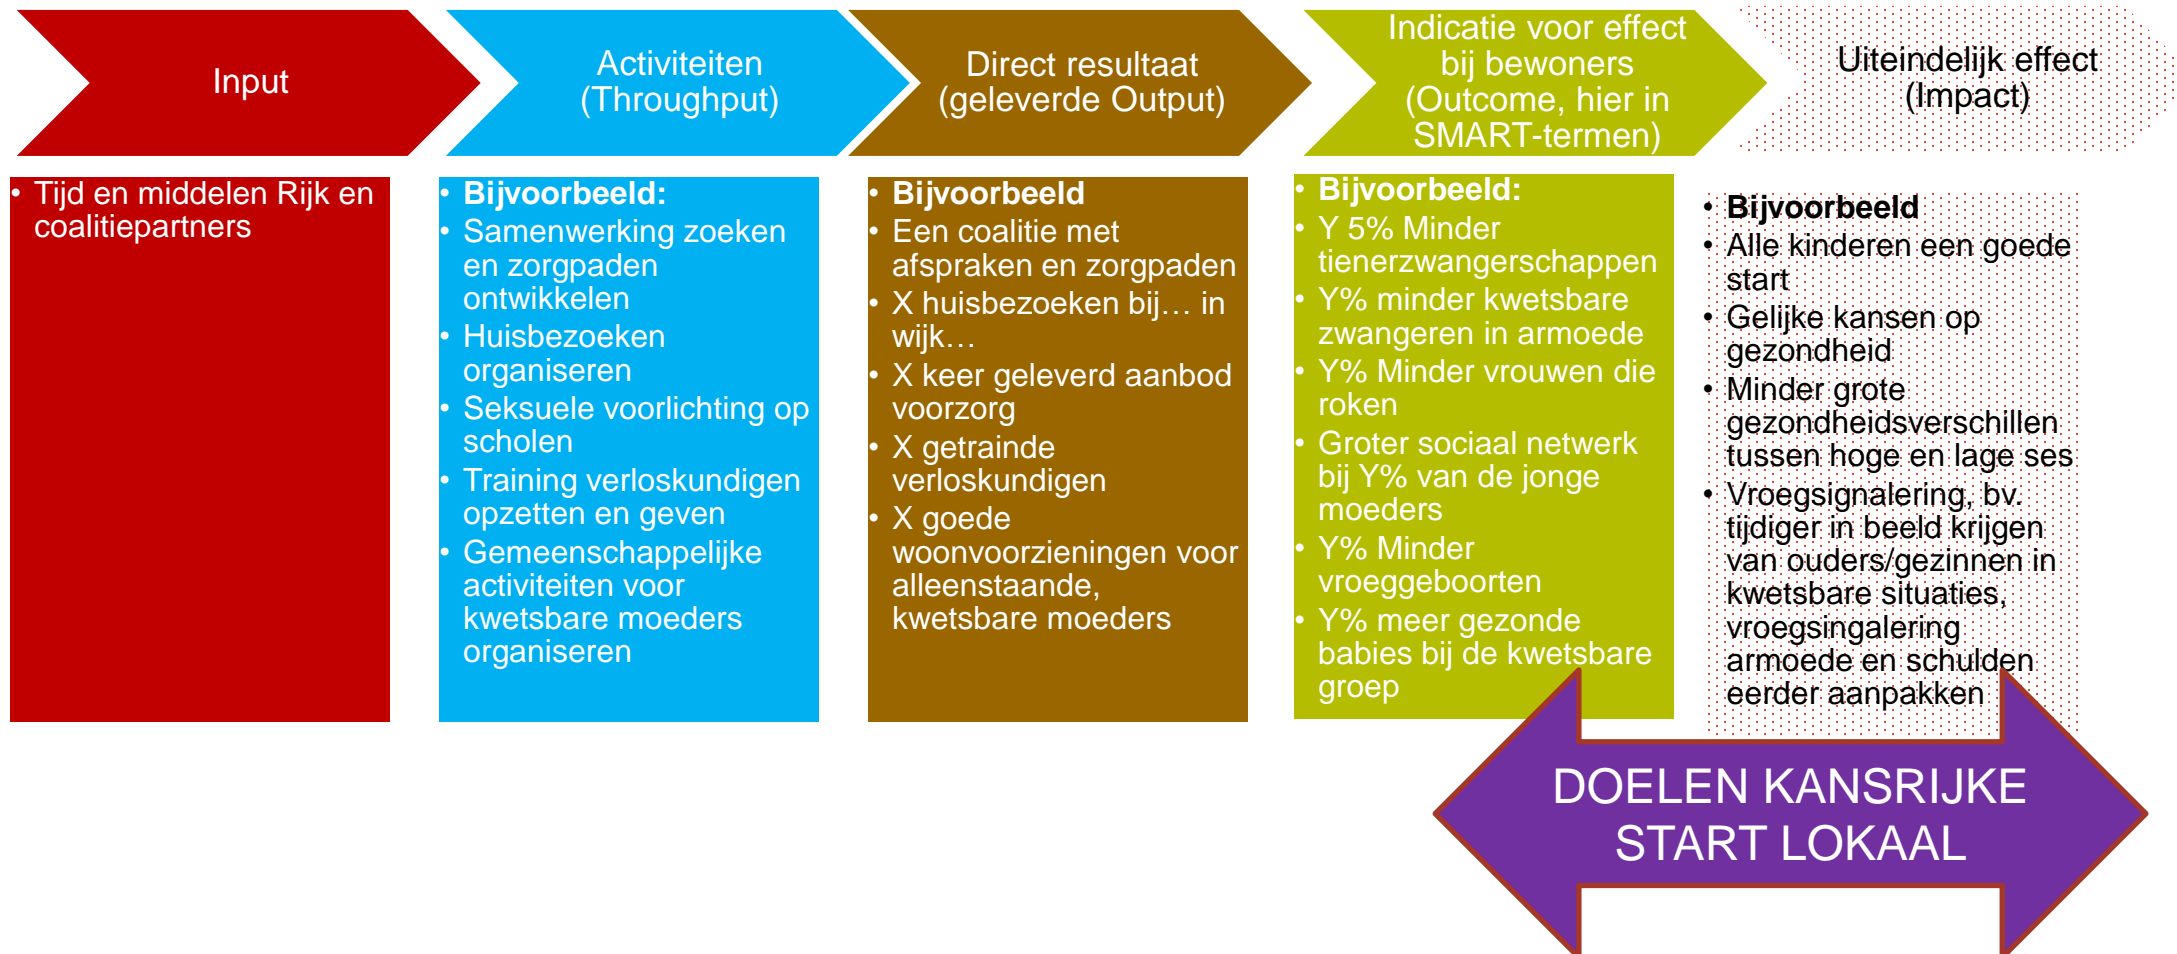 Input
Activiteiten
(Throughput)
Direct resultaat
(geleverde Output)
Indicatie voor effect
bij bewoners
(Outcome, hier in
SMART-termen)
Uiteindelijk effect
(Impact)
• Tijd en middelen Rijk en
coalitiepartners
• Bijvoorbeeld:
• Samenwerking zoeken
en zorgpaden
ontwikkelen
• Huisbezoeken
organiseren
• Seksuele voorlichting op
scholen
• Training verloskundigen
opzetten en geven
• Gemeenschappelijke
activiteiten voor
kwetsbare moeders
organiseren
• Bijvoorbeeld
• Een coalitie met
afspraken en zorgpaden
• X huisbezoeken bij… in
wijk…
• X keer geleverd aanbod
voorzorg
• X getrainde
verloskundigen
• X goede
woonvoorzieningen voor
alleenstaande,
kwetsbare moeders
• Bijvoorbeeld:
• Y 5% Minder
tienerzwangerschappen
• Y% minder kwetsbare
zwangeren in armoede
• Y% Minder vrouwen die
roken
• Groter sociaal netwerk
bij Y% van de jonge
moeders
• Y% Minder
vroeggeboorten
• Y% meer gezonde
babies bij de kwetsbare
groep
• Bijvoorbeeld
• Alle kinderen een goede
start
• Gelijke kansen op
gezondheid
• Minder grote
gezondheidsverschillen
tussen hoge en lage ses
• Vroegsignalering, bv.
tijdiger in beeld krijgen
van ouders/gezinnen in
kwetsbare situaties,
vroegsingalering
armoede en schulden
eerder aanpakken
DOELEN KANSRIJKE
START LOKAAL